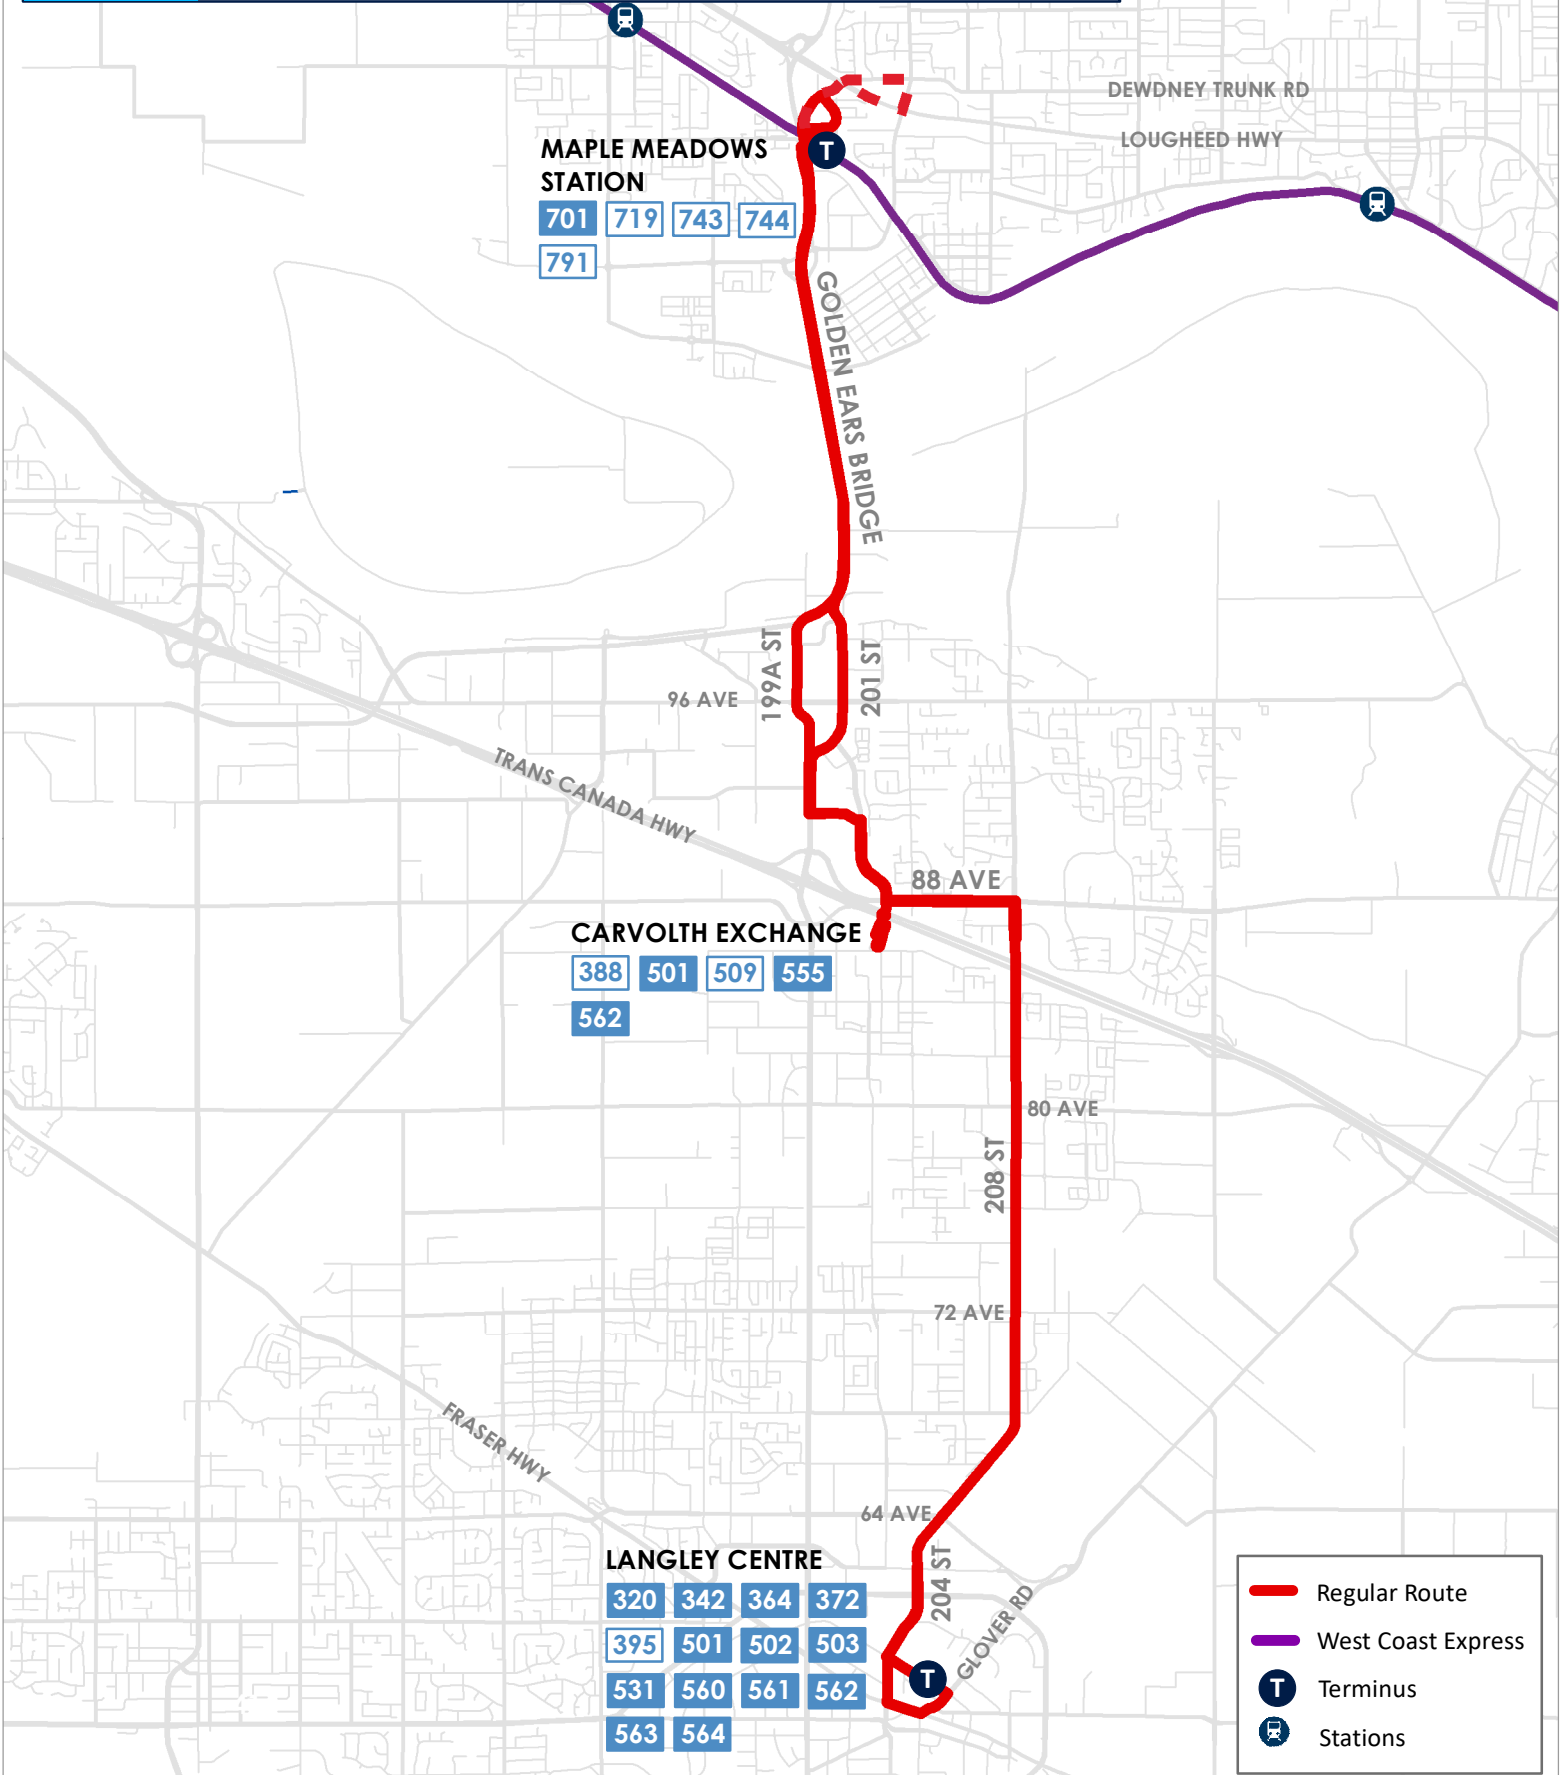 DEWDNEY TRUNK RD
LOUGHEED HWY
MAPLE MEADOWS
STATION
T
701 719 743 744
791
GOLDEN EARS BRIDGE
199A ST
201 ST
96 AVE
TRANS CANADA HWY
88 AVE
CARVOLTH EXCHANGE
388 501 509 555
562
80 AVE
208 ST
72 AVE
FRASER HWY
64 AVE
LANGLEY CENTRE
320 342 364 372
395 501 502 503
531 560 561 562
563 564
204 ST
GLOVER RD
T
Regular Route
West Coast Express
T Terminus
Stations